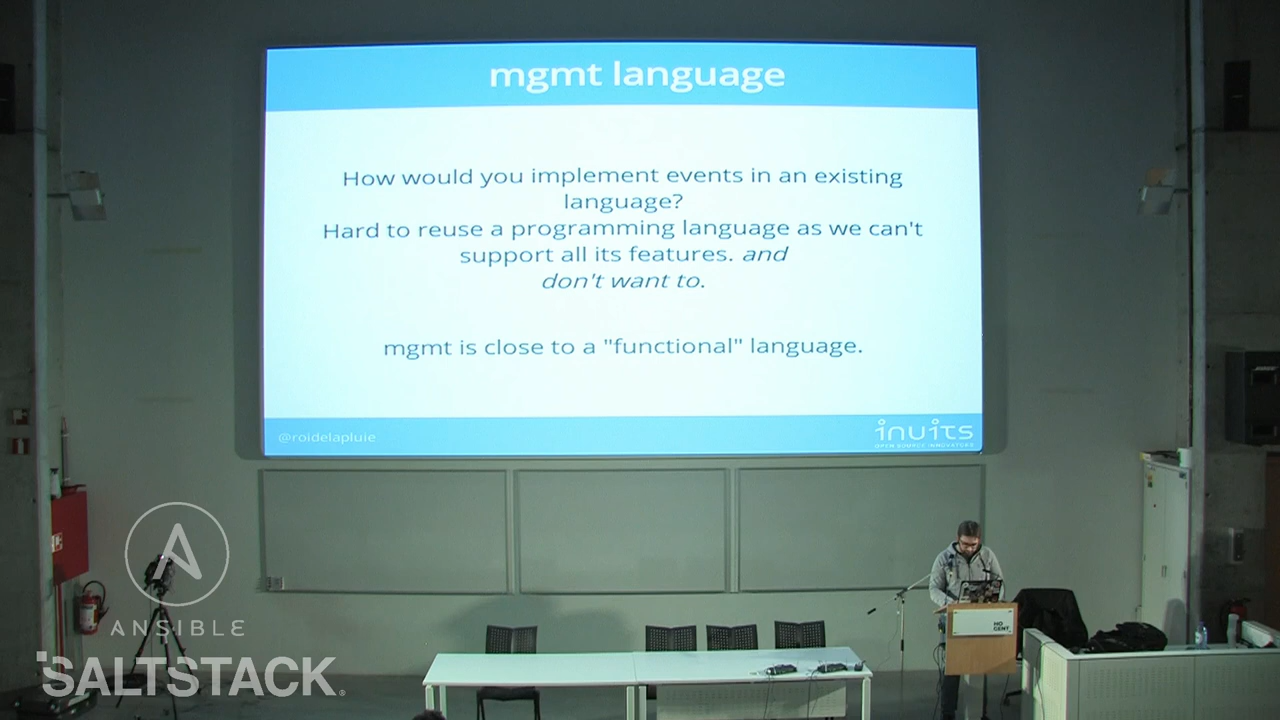 mgmt language
How would you implement events in an existing
language?
Hard to reuse a programming language as we can't
support all its features. and
don't want to.
mgmt is close to a "functional" language.
@roidelapluie
inuits
OPEN SOURCE INNOVATORS
HO
GENT
ANSIBLE
SALTSTACK